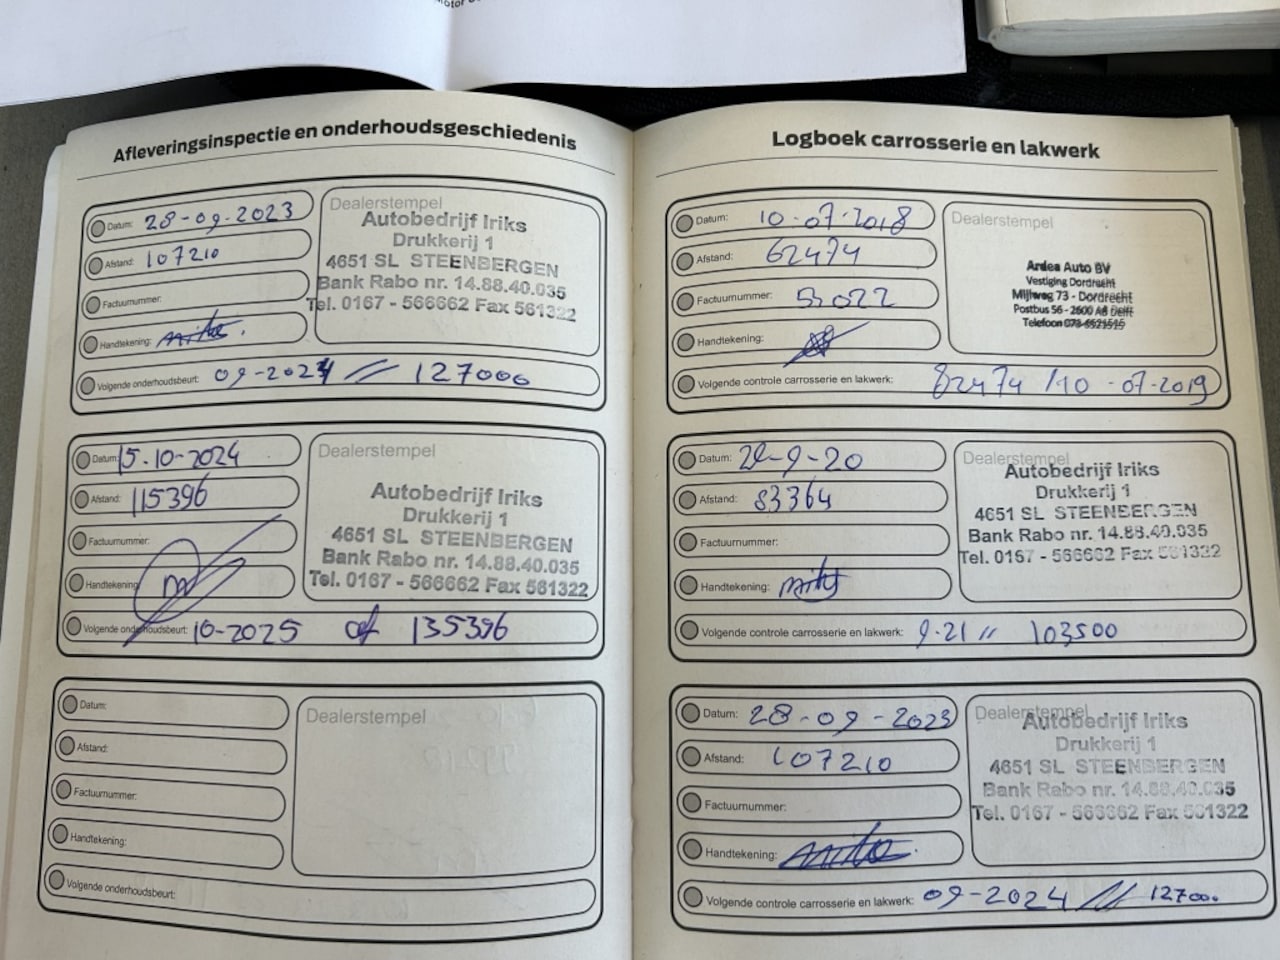 Afleveringsinspectie en onderhoudsgeschiedenis
Datum: 28-09-2023
Afstand: 107210
Factuurnummer:
Handtekening:
Volgende onderhoudsbeurt: 09-2024 // 127000
Dealerstempel
Autobedrijf Iriks
Drukkerij 1
4651 SL STEENBERGEN
Bank Rabo nr. 14.88.40.035
Tel. 0167 - 566662 Fax 561322
Datum: 15.10-2024
Afstand: 115396
Factuurnummer:
Handtekening:
Volgende onderhoudsbeurt: 10-2025 of 135396
Dealerstempel
Autobedrijf Iriks
Drukkerij 1
4651 SL STEENBERGEN
Bank Rabo nr. 14.88.40.035
Tel. 0167 - 566662 Fax 561322
Datum:
Afstand:
Factuurnummer:
Handtekening:
Volgende onderhoudsbeurt:
Dealerstempel
Logboek carrosserie en lakwerk
Datum: 10-07-2018
Afstand: 62474
Factuurnummer: 53022
Handtekening:
Volgende controle carrosserie en lakwerk: 82474 / 10-07-2019
Dealerstempel
Ardea Auto BV
Vestiging Dordrecht
Mijlweg 73 - Dordrecht
Postbus 56 - 2600 AB Delft
Telefoon 078-6521515
Datum: -9-20
Afstand: 83364
Factuurnummer:
Handtekening:
Volgende controle carrosserie en lakwerk: 9-21 // 103500
Dealerstempel
Autobedrijf Iriks
Drukkerij 1
4651 SL STEENBERGEN
Bank Rabo nr. 14.88.40.035
Tel. 0167 - 566662 Fax 561322
Datum: 28-09-2023
Afstand: 107210
Factuurnummer:
Handtekening:
Volgende controle carrosserie en lakwerk: 09-2024 // 127000
Dealerstempel
Autobedrijf Iriks
Drukkerij 1
4651 SL STEENBERGEN
Bank Rabo nr. 14.88.40.035
Tel. 0167 - 566662 Fax 561322